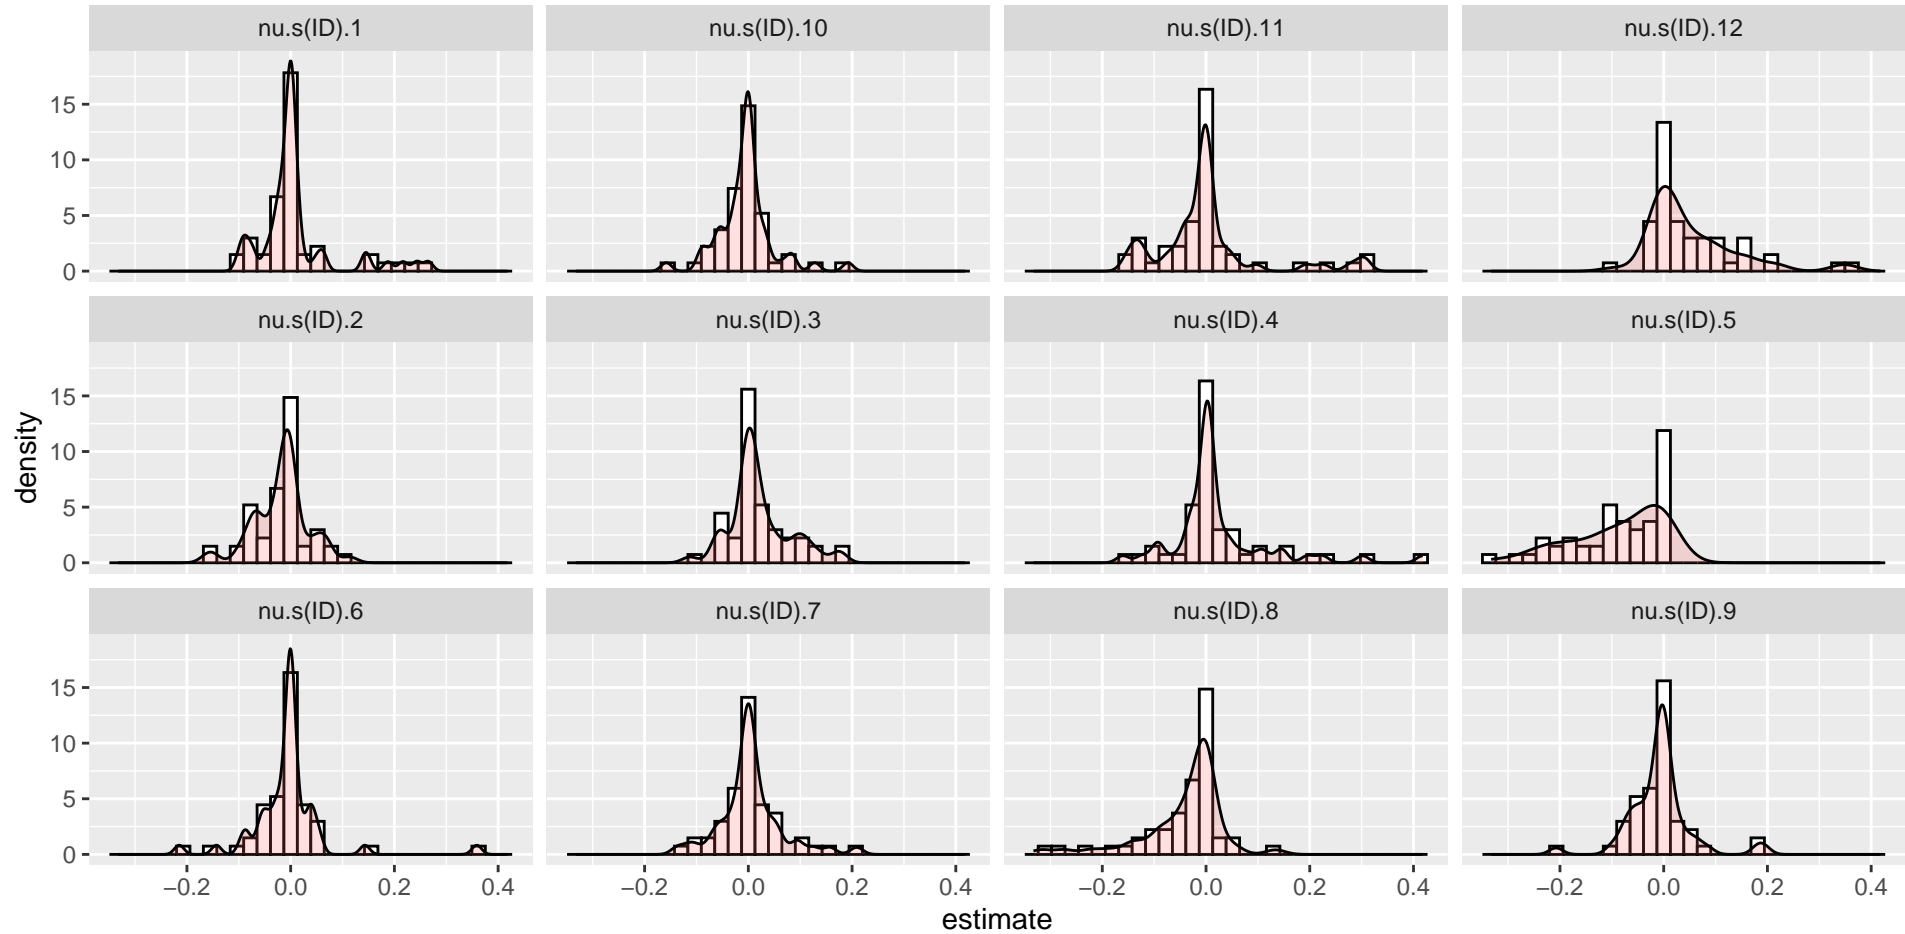 nu.s(ID).1 nu.s(ID).10 nu.s(ID).11 nu.s(ID).12
15
10
5
0
nu.s(ID).2 nu.s(ID).3 nu.s(ID).4 nu.s(ID).5
15
10
5
0
density
nu.s(ID).6 nu.s(ID).7 nu.s(ID).8 nu.s(ID).9
15
10
5
0
−0.2 0.0 0.2 0.4 −0.2 0.0 0.2 0.4 −0.2 0.0 0.2 0.4 −0.2 0.0 0.2 0.4
estimate